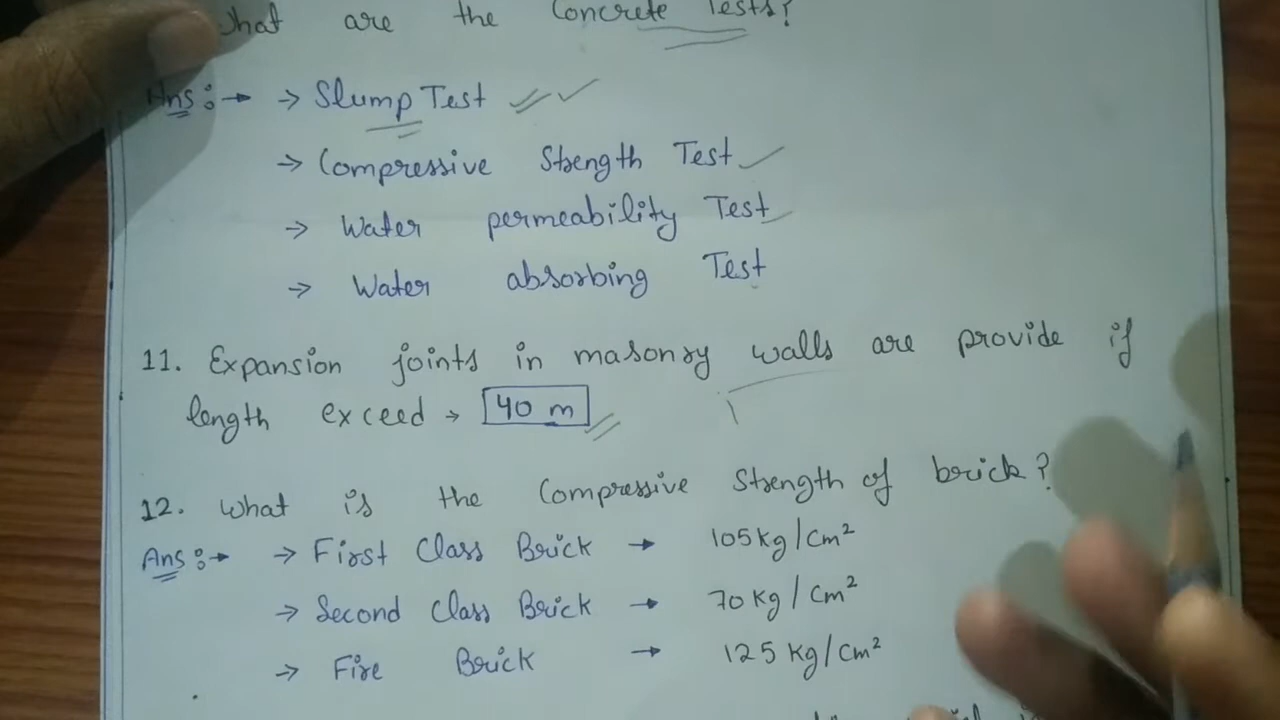 What are the Concrete Tests?
Ans:→ → Slump Test
→ Compressive Strength Test
→ Water permeability Test
→ Water absorbing Test
11. Expansion joints in masonry walls are provide if
length exceed → 40 m
12. What is the Compressive Strength of brick?
Ans:→ → First Class Brick → 105 kg/cm²
→ Second Class Brick → 70 kg/cm²
→ Fire Brick → 125 kg/cm²